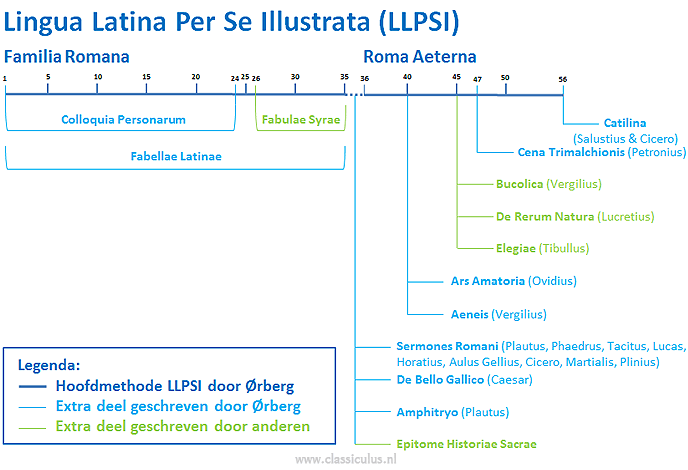 Lingua Latina Per Se Illustrata (LLPSI)
Familia Romana
Roma Aeterna
1 5 10 15 20 24 25 26 30 35 36 40 45 47 50 56
Colloquia Personarum
Fabulae Syrae
Fabellae Latinae
Catilina
(Salustius & Cicero)
Cena Trimalchionis (Petronius)
Bucolica (Vergilius)
De Rerum Natura (Lucretius)
Elegiae (Tibullus)
Ars Amatoria (Ovidius)
Aeneis (Vergilius)
Sermones Romani (Plautus, Phaedrus, Tacitus, Lucas,
Horatius, Aulus Gellius, Cicero, Martialis, Plinius)
De Bello Gallico (Caesar)
Amphitryo (Plautus)
Epitome Historiae Sacrae
Legenda:
Hoofdmethode LLPSI door Ørberg
Extra deel geschreven door Ørberg
Extra deel geschreven door anderen
www.classiculus.nl